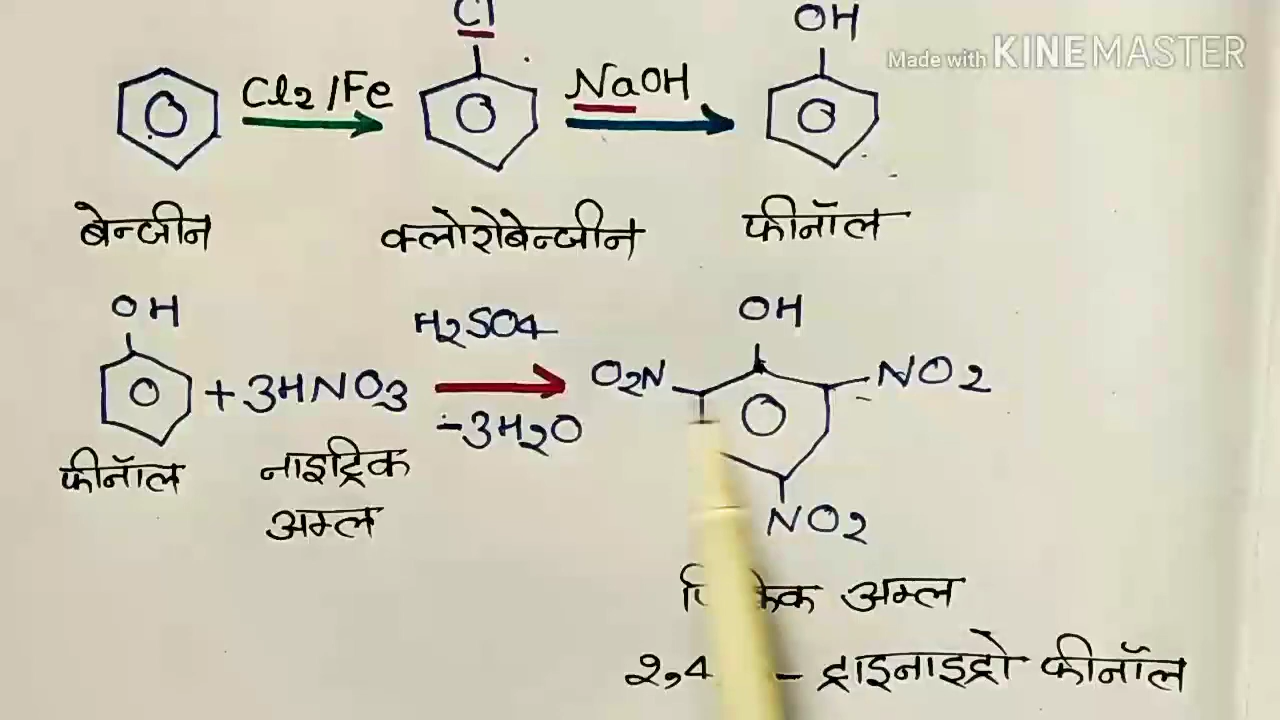 Cl
OH
Made with KINEMASTER
Cl2/Fe
NaOH
बेन्जीन
क्लोरोबेन्जीन
फीनॉल
OH
H2SO4
OH
+ 3HNO3
O2N
NO2
-3H2O
फीनॉल
नाइट्रिक
अम्ल
NO2
अम्ल
2,4 - ट्राइनाइट्रो फीनॉल